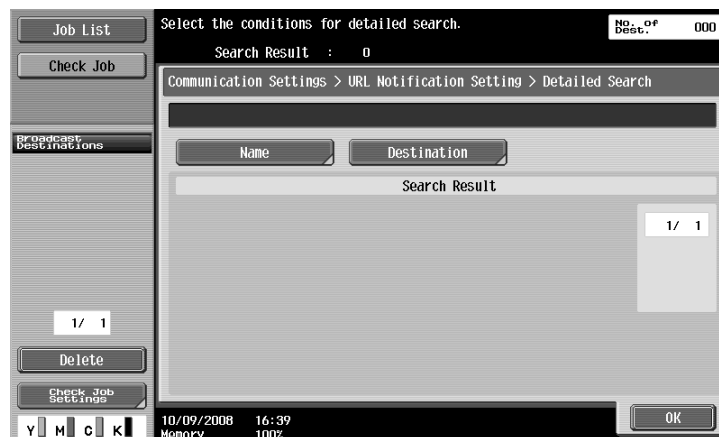 Job List
Check Job
Broadcast
Destinations
1/ 1
Delete
Check Job
Settings
Y M C K
Select the conditions for detailed search.
No. of
Dest. 000
Search Result : 0
Communication Settings > URL Notification Setting > Detailed Search
Name Destination
Search Result
1/ 1
10/09/2008 16:39
Memory 100%
OK